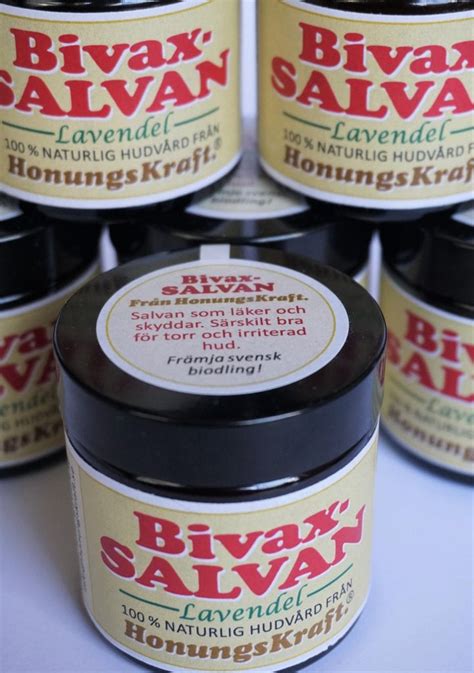 Bivax-
SALVAN
Lavendel
100 % NATURLIG HUDVÅRD FRÅN
HonungsKraft.®
Bivax-
SALVAN
Lavendel
100 % NATURLIG HUDVÅRD FRÅN
HonungsKraft.®
Främja svensk
biodling!
Bivax-
SALVAN
Från HonungsKraft.
Salvan som läker och
skyddar. Särskilt bra
för torr och irriterad
hud.
Främja svensk
biodling!
Bivax-
SALVAN
Lavendel
100 % NATURLIG HUDVÅRD FRÅN
HonungsKraft.®